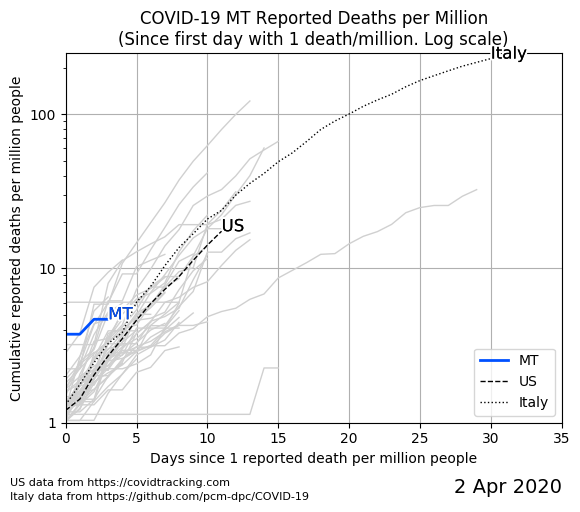 COVID-19 MT Reported Deaths per Million
(Since first day with 1 death/million. Log scale)
Cumulative reported deaths per million people
100
10
1
Italy
US
MT
MT
US
Italy
0 5 10 15 20 25 30 35
Days since 1 reported death per million people
US data from https://covidtracking.com
Italy data from https://github.com/pcm-dpc/COVID-19
2 Apr 2020